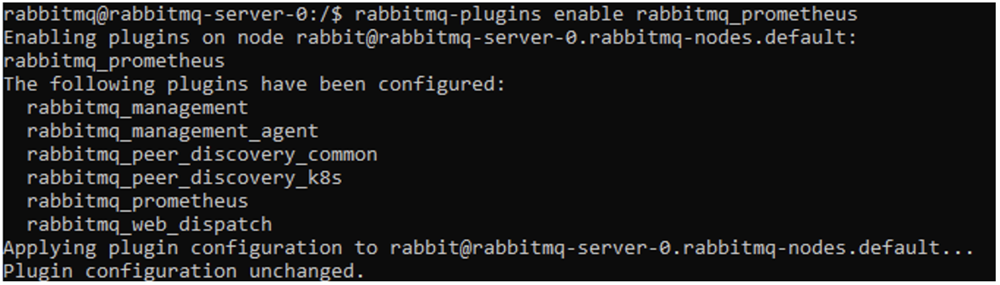 rabbitmq@rabbitmq-server-0:/$ rabbitmq-plugins enable rabbitmq_prometheus
Enabling plugins on node rabbit@rabbitmq-server-0.rabbitmq-nodes.default:
rabbitmq_prometheus
The following plugins have been configured:
  rabbitmq_management
  rabbitmq_management_agent
  rabbitmq_peer_discovery_common
  rabbitmq_peer_discovery_k8s
  rabbitmq_prometheus
  rabbitmq_web_dispatch
Applying plugin configuration to rabbit@rabbitmq-server-0.rabbitmq-nodes.default...
Plugin configuration unchanged.